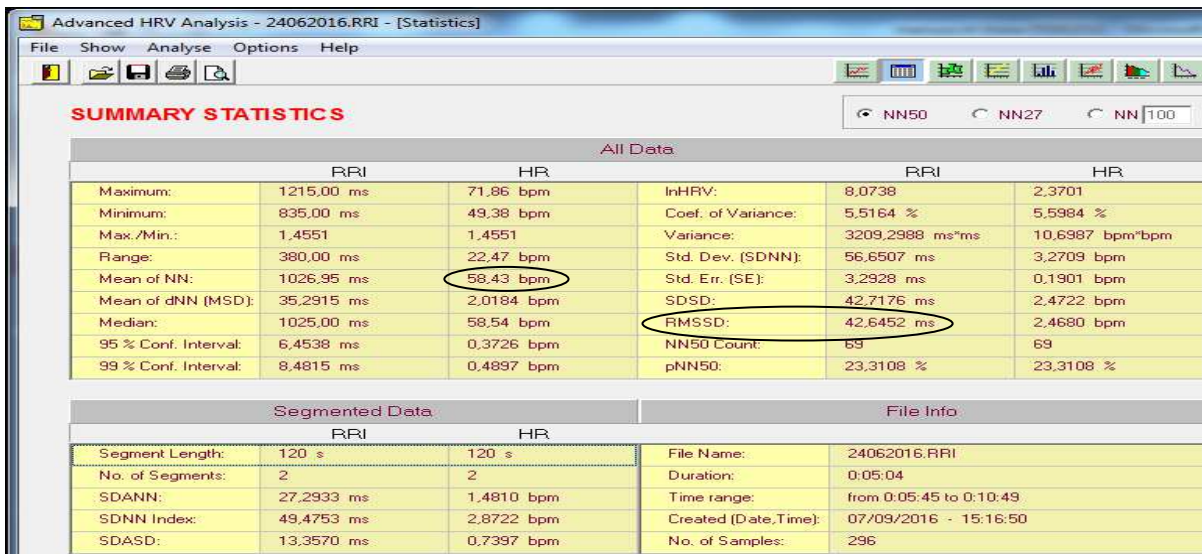 Advanced HRV Analysis - 24062016.RRI - [Statistics]
File Show Analyse Options Help
SUMMARY STATISTICS
NN50 NN27 NN 100
All Data
RRI HR RRI HR
Maximum: 1215,00 ms 71,86 bpm lnHRV: 8,0738 2,3701
Minimum: 835,00 ms 49,38 bpm Coef. of Variance: 5,5164 % 5,5984 %
Max./Min.: 1,4551 1,4551 Variance: 3209,2988 ms*ms 10,6987 bpm*bpm
Range: 380,00 ms 22,47 bpm Std. Dev. (SDNN): 56,6507 ms 3,2709 bpm
Mean of NN: 1026,95 ms 58,43 bpm Std. Err. (SE): 3,2928 ms 0,1901 bpm
Mean of dNN (MSD): 35,2915 ms 2,0184 bpm SDSD: 42,7176 ms 2,4722 bpm
Median: 1025,00 ms 58,54 bpm RMSSD: 42,6452 ms 2,4680 bpm
95 % Conf. Interval: 6,4538 ms 0,3726 bpm NN50 Count: 69 69
99 % Conf. Interval: 8,4815 ms 0,4897 bpm pNN50: 23,3108 % 23,3108 %
Segmented Data File Info
RRI HR
Segment Length: 120 s 120 s File Name: 24062016.RRI
No. of Segments: 2 2 Duration: 0:05:04
SDANN: 27,2933 ms 1,4810 bpm Time range: from 0:05:45 to 0:10:49
SDNN Index: 49,4753 ms 2,8722 bpm Created (Date,Time): 07/09/2016 - 15:16:50
SDASD: 13,3570 ms 0,7397 bpm No. of Samples: 296